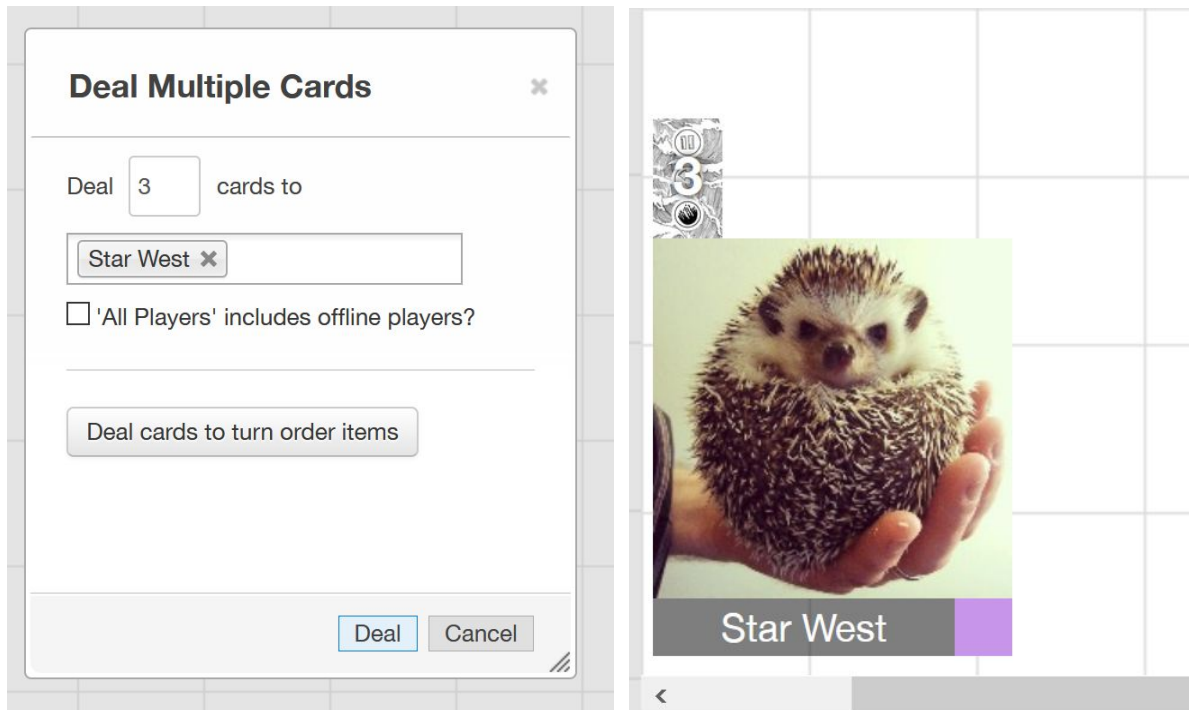 Deal Multiple Cards
Deal 3 cards to
Star West
'All Players' includes offline players?
Deal cards to turn order items
Deal Cancel
3
Star West